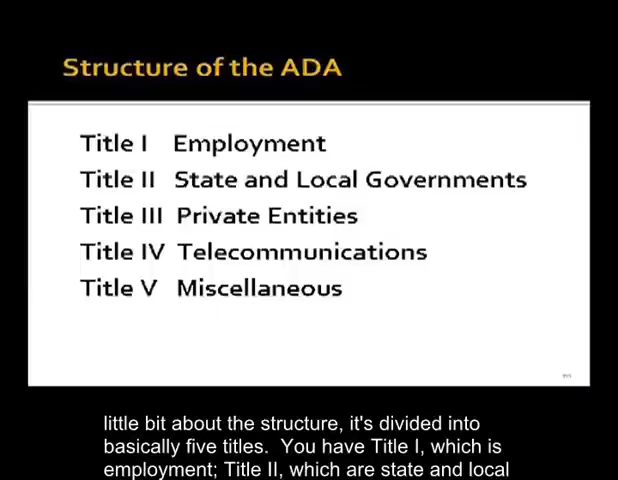 Structure of the ADA
Title I Employment
Title II State and Local Governments
Title III Private Entities
Title IV Telecommunications
Title V Miscellaneous
little bit about the structure, it's divided into
basically five titles.  You have Title I, which is
employment; Title II, which are state and local